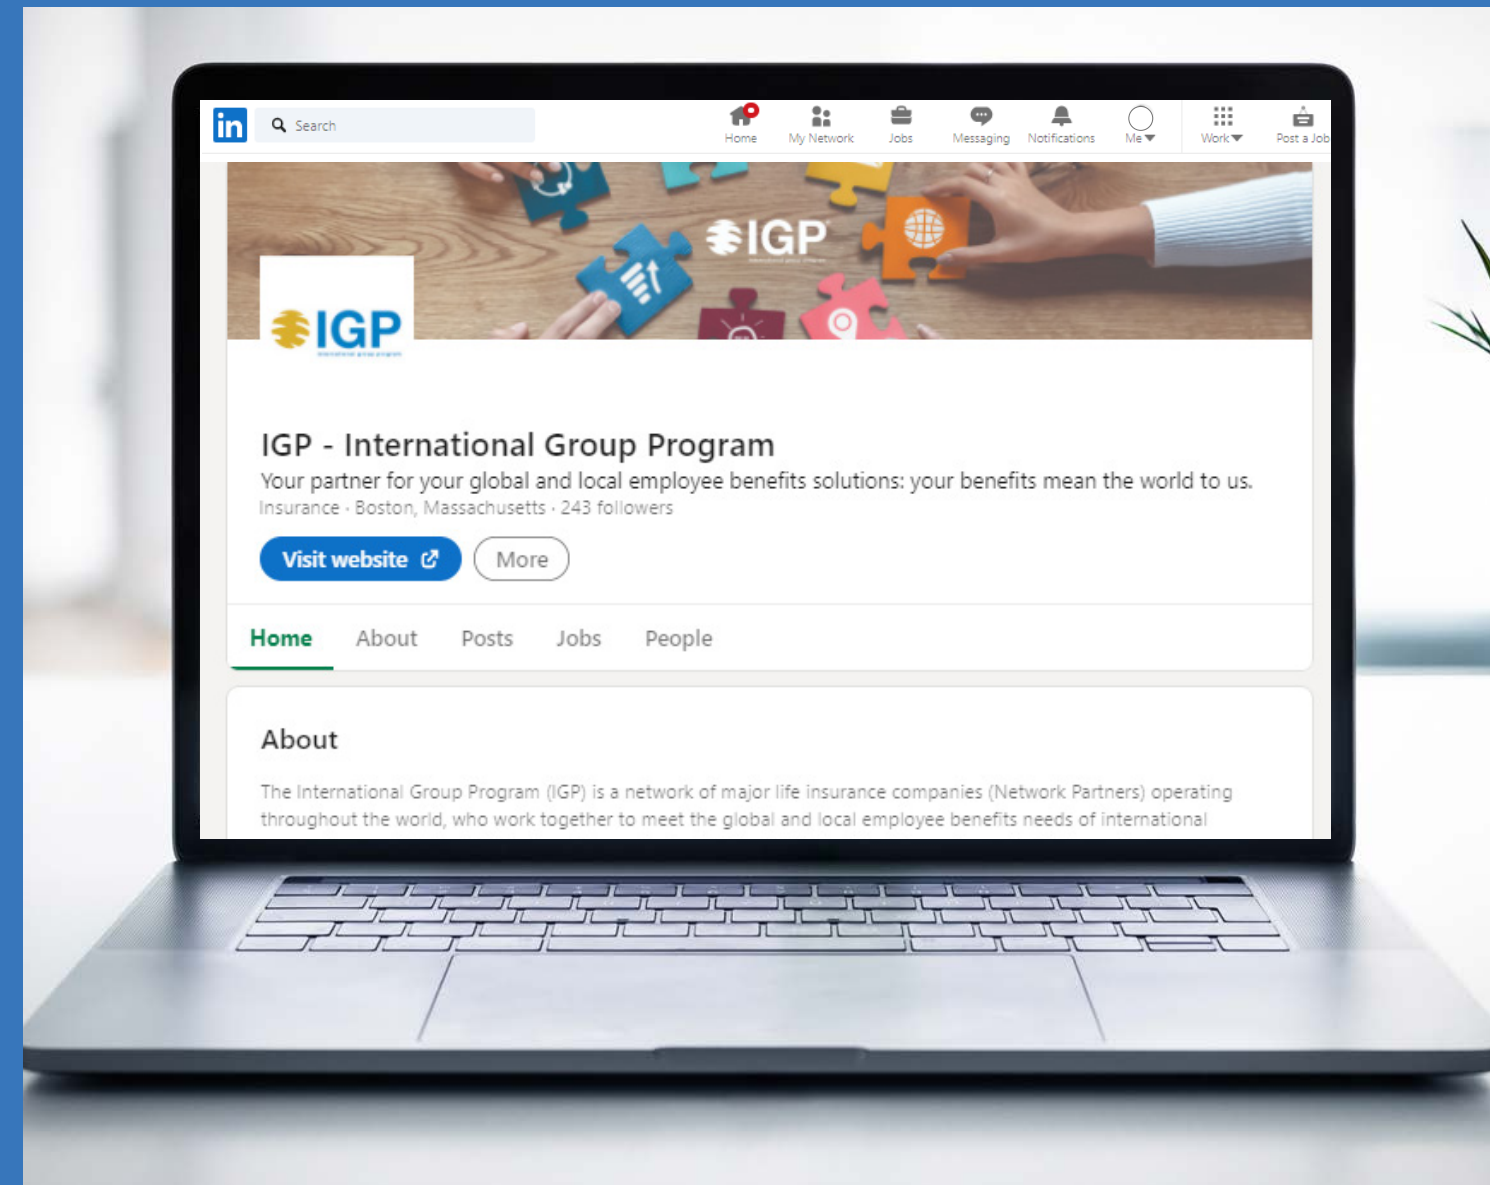 in Search Home My Network Jobs Messaging Notifications Me Work Post a Job
IGP
IGP
international group program
IGP - International Group Program
Your partner for your global and local employee benefits solutions: your benefits mean the world to us.
Insurance · Boston, Massachusetts · 243 followers
Visit website More
Home About Posts Jobs People
About
The International Group Program (IGP) is a network of major life insurance companies (Network Partners) operating
throughout the world, who work together to meet the global and local employee benefits needs of international